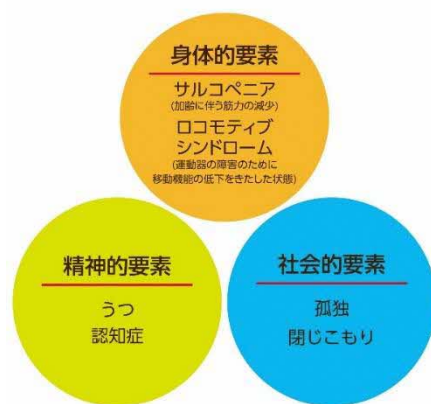 身体的要素
サルコペニア
(加齢に伴う筋力の減少)
ロコモティブ
シンドローム
(運動器の障害のために
移動機能の低下をきたした状態)
精神的要素
うつ
認知症
社会的要素
孤独
閉じこもり